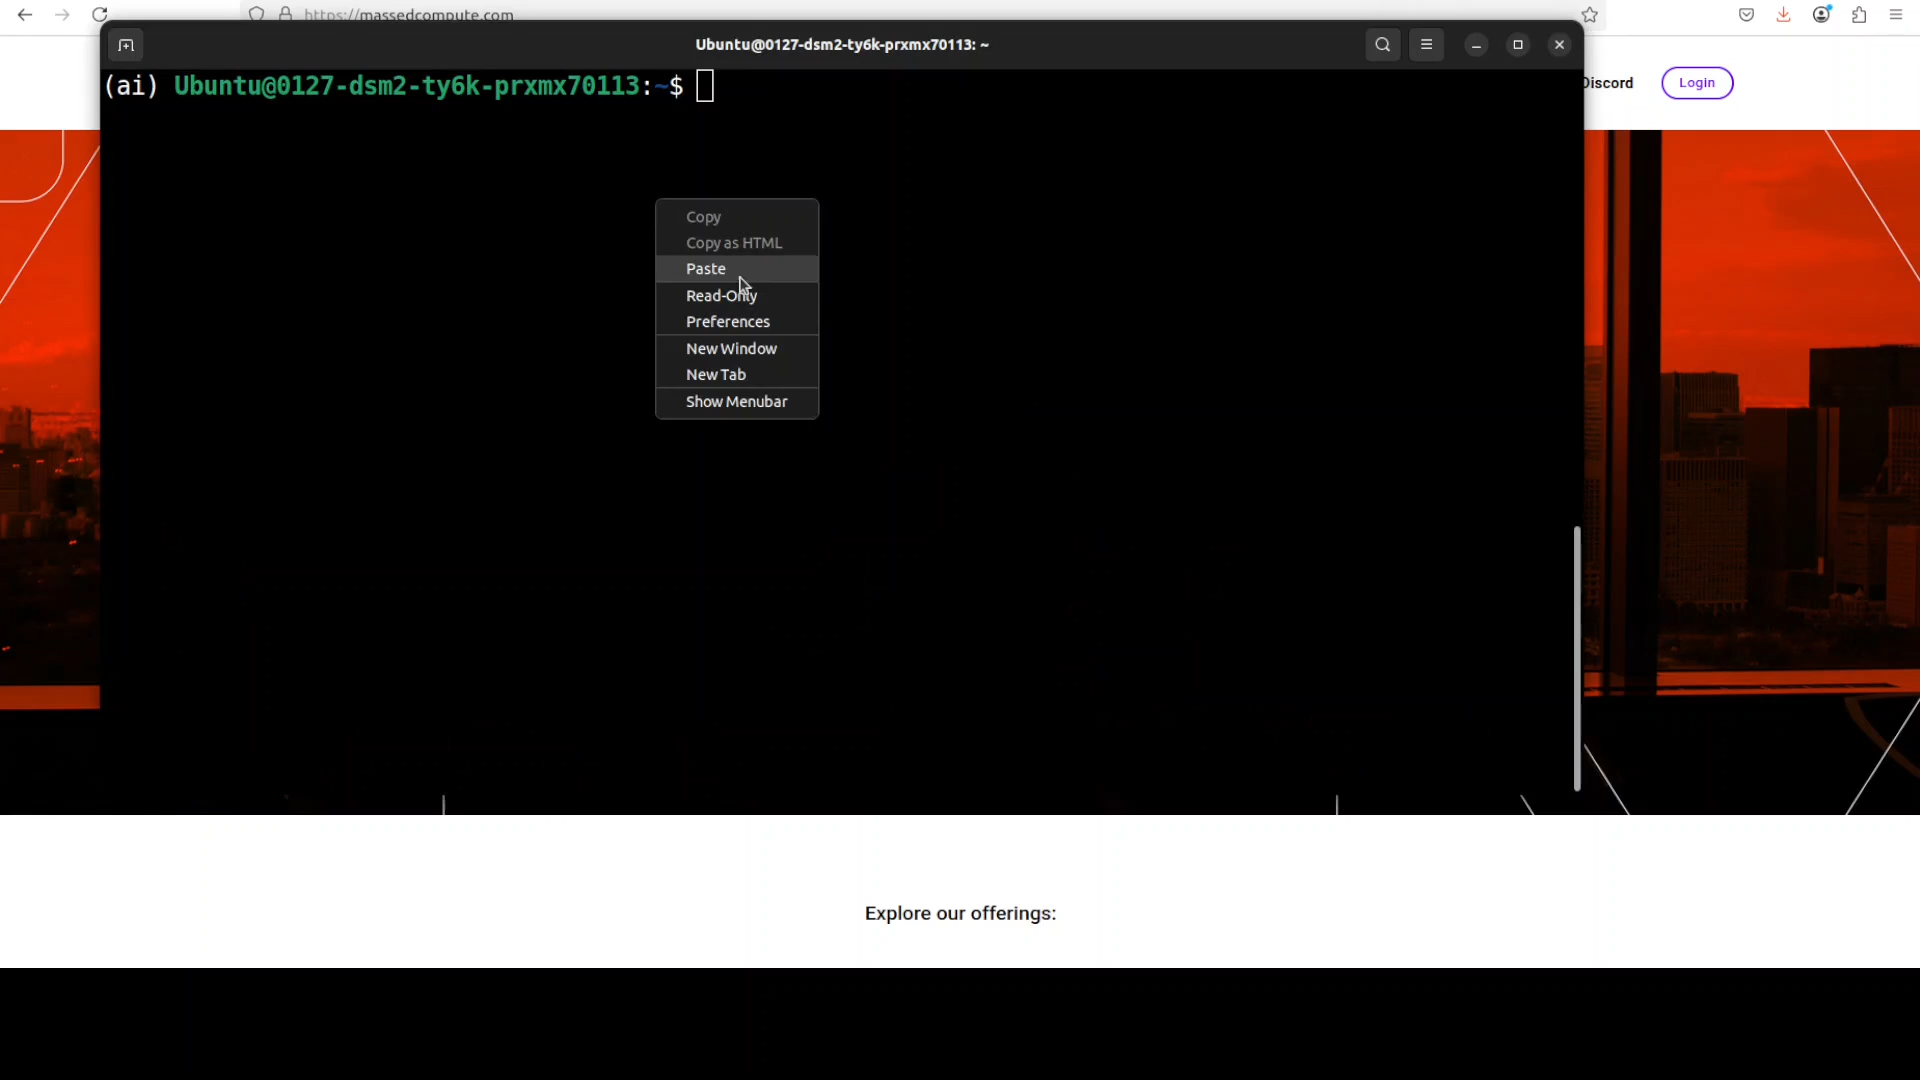 https://massedcompute.com
Ubuntu@0127-dsm2-ty6k-prxmx70113: ~
(ai) Ubuntu@0127-dsm2-ty6k-prxmx70113:~$
Discord
Login
Copy
Copy as HTML
Paste
Read-Only
Preferences
New Window
New Tab
Show Menubar
Explore our offerings: